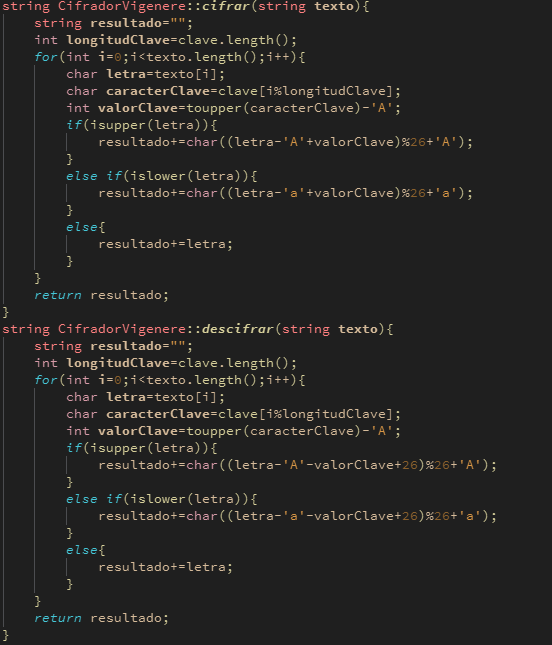 string CifradorVigenere::cifrar(string texto){
    string resultado="";
    int longitudClave=clave.length();
    for(int i=0;i<texto.length();i++){
        char letra=texto[i];
        char caracterClave=clave[i%longitudClave];
        int valorClave=toupper(caracterClave)-'A';
        if(isupper(letra)){
            resultado+=char((letra-'A'+valorClave)%26+'A');
        }
        else if(islower(letra)){
            resultado+=char((letra-'a'+valorClave)%26+'a');
        }
        else{
            resultado+=letra;
        }
    }
    return resultado;
}
string CifradorVigenere::descifrar(string texto){
    string resultado="";
    int longitudClave=clave.length();
    for(int i=0;i<texto.length();i++){
        char letra=texto[i];
        char caracterClave=clave[i%longitudClave];
        int valorClave=toupper(caracterClave)-'A';
        if(isupper(letra)){
            resultado+=char((letra-'A'-valorClave+26)%26+'A');
        }
        else if(islower(letra)){
            resultado+=char((letra-'a'-valorClave+26)%26+'a');
        }
        else{
            resultado+=letra;
        }
    }
    return resultado;
}